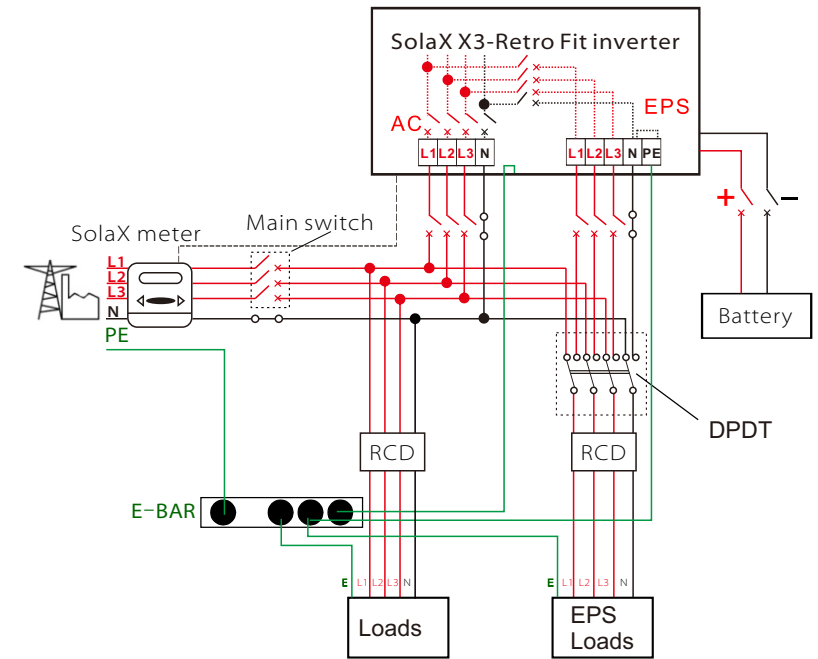 SolaX X3-Retro Fit inverter
AC
EPS
L1 L2 L3 N
L1 L2 L3 N PE
+ −
SolaX meter
Main switch
L1
L2
L3
N
PE
Battery
DPDT
RCD
RCD
E-BAR
E L1 L2 L3 N
E L1 L2 L3 N
Loads
EPS
Loads